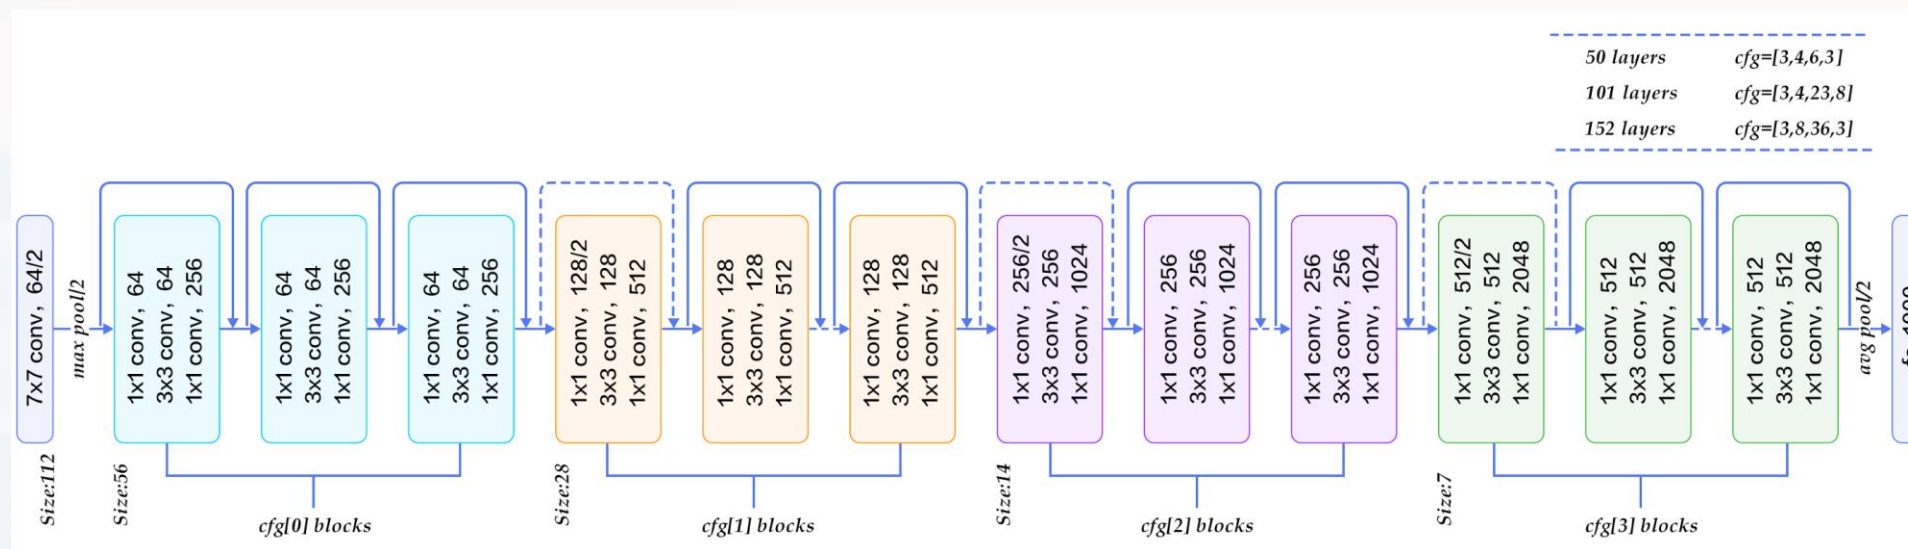 50 layers cfg=[3,4,6,3]
101 layers cfg=[3,4,23,8]
152 layers cfg=[3,8,36,3]
7x7 conv, 64/2
max pool/2
1x1 conv, 64
3x3 conv, 64
1x1 conv, 256
1x1 conv, 64
3x3 conv, 64
1x1 conv, 256
1x1 conv, 64
3x3 conv, 64
1x1 conv, 256
1x1 conv, 128/2
3x3 conv, 128
1x1 conv, 512
1x1 conv, 128
3x3 conv, 128
1x1 conv, 512
1x1 conv, 128
3x3 conv, 128
1x1 conv, 512
1x1 conv, 256/2
3x3 conv, 256
1x1 conv, 1024
1x1 conv, 256
3x3 conv, 256
1x1 conv, 1024
1x1 conv, 256
3x3 conv, 256
1x1 conv, 1024
1x1 conv, 512/2
3x3 conv, 512
1x1 conv, 2048
1x1 conv, 512
3x3 conv, 512
1x1 conv, 2048
1x1 conv, 512
3x3 conv, 512
1x1 conv, 2048
avg pool/2
Size:112
Size:56
Size:28
Size:14
Size:7
cfg[0] blocks
cfg[1] blocks
cfg[2] blocks
cfg[3] blocks